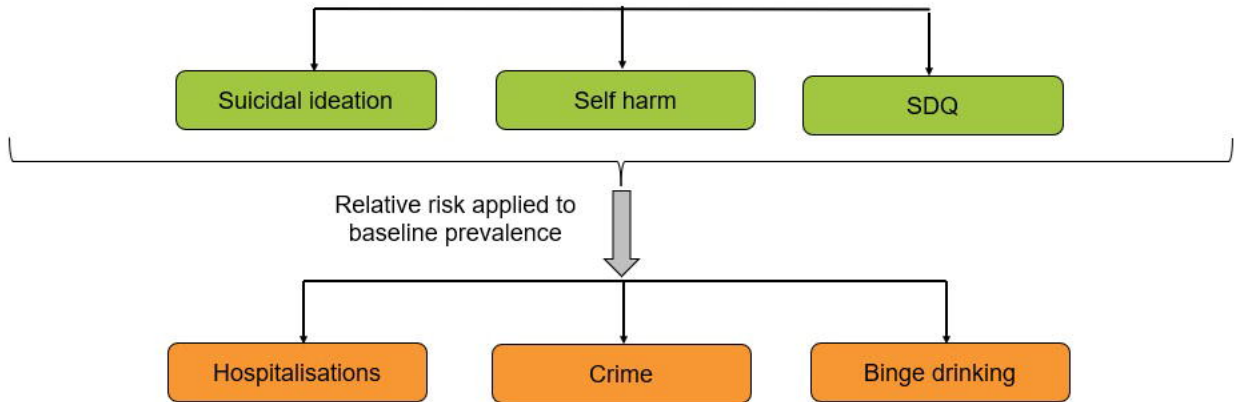 Suicidal ideation
Self harm
SDQ
Relative risk applied to
baseline prevalence
Hospitalisations
Crime
Binge drinking